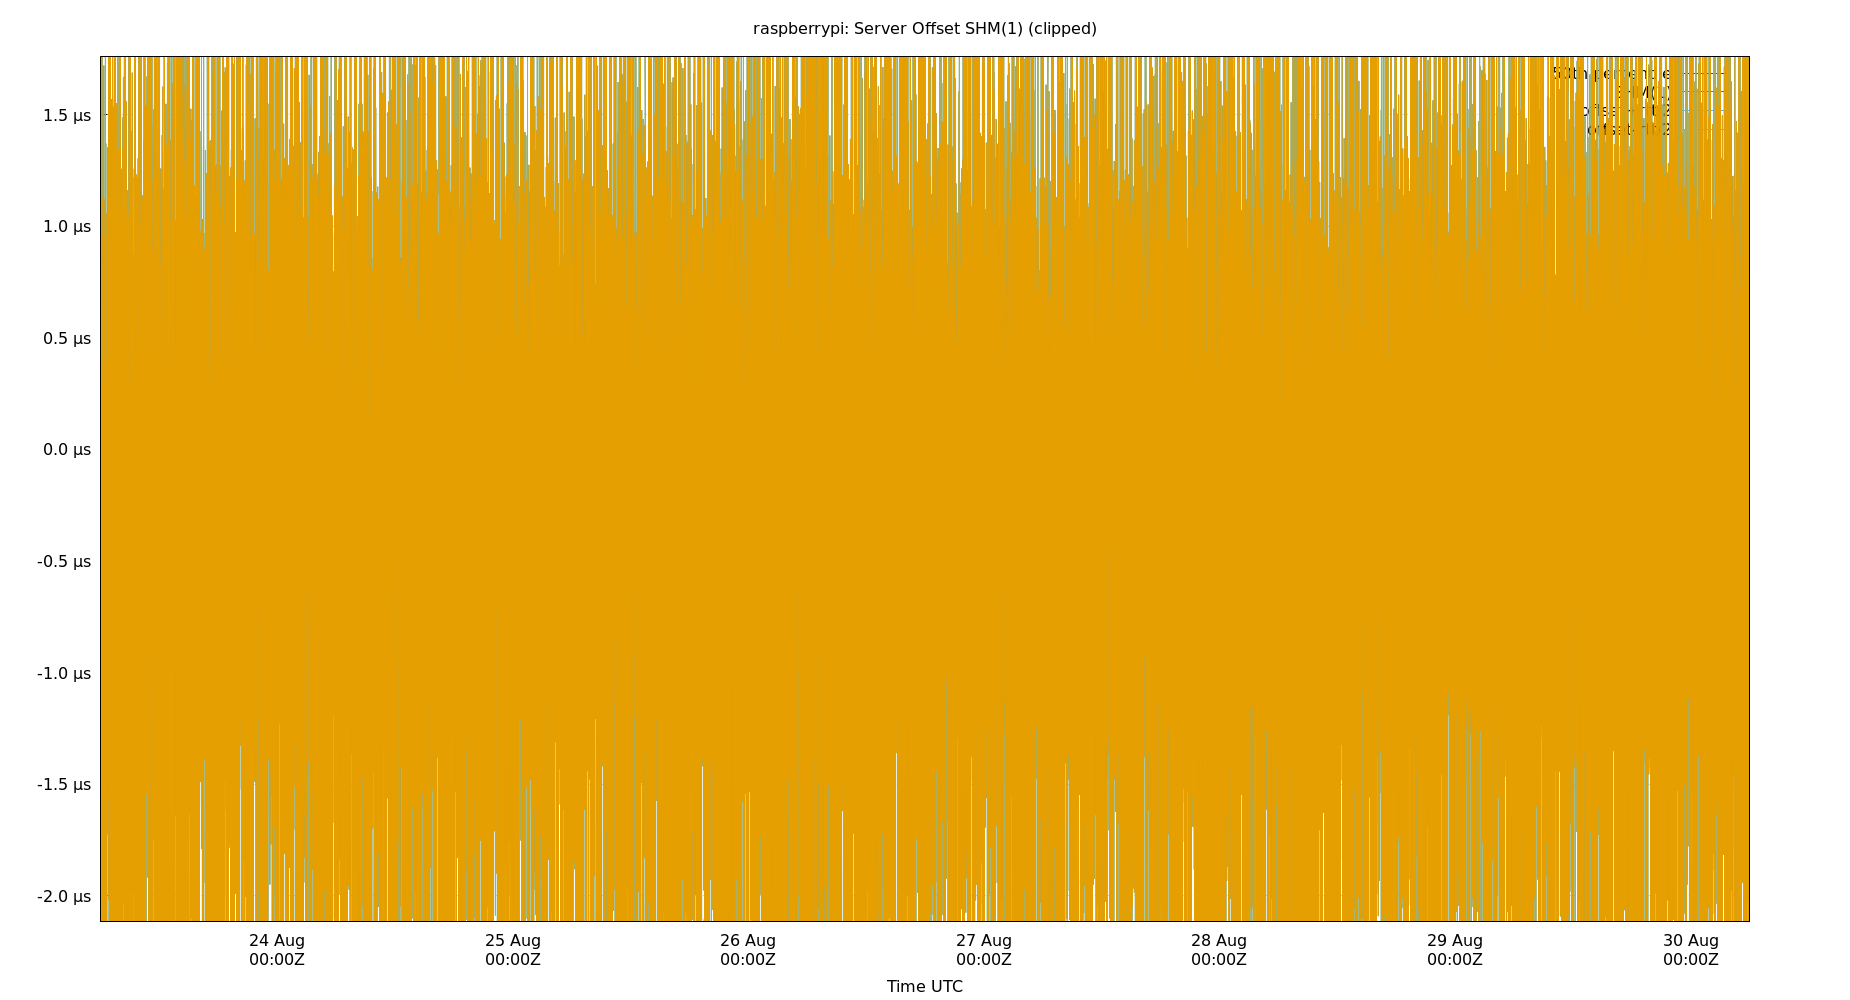 raspberrypi: Server Offset SHM(1) (clipped)
1.5 µs
1.0 µs
0.5 µs
0.0 µs
-0.5 µs
-1.0 µs
-1.5 µs
-2.0 µs
24 Aug 25 Aug 26 Aug 27 Aug 28 Aug 29 Aug 30 Aug
00:00Z 00:00Z 00:00Z 00:00Z 00:00Z 00:00Z 00:00Z
Time UTC